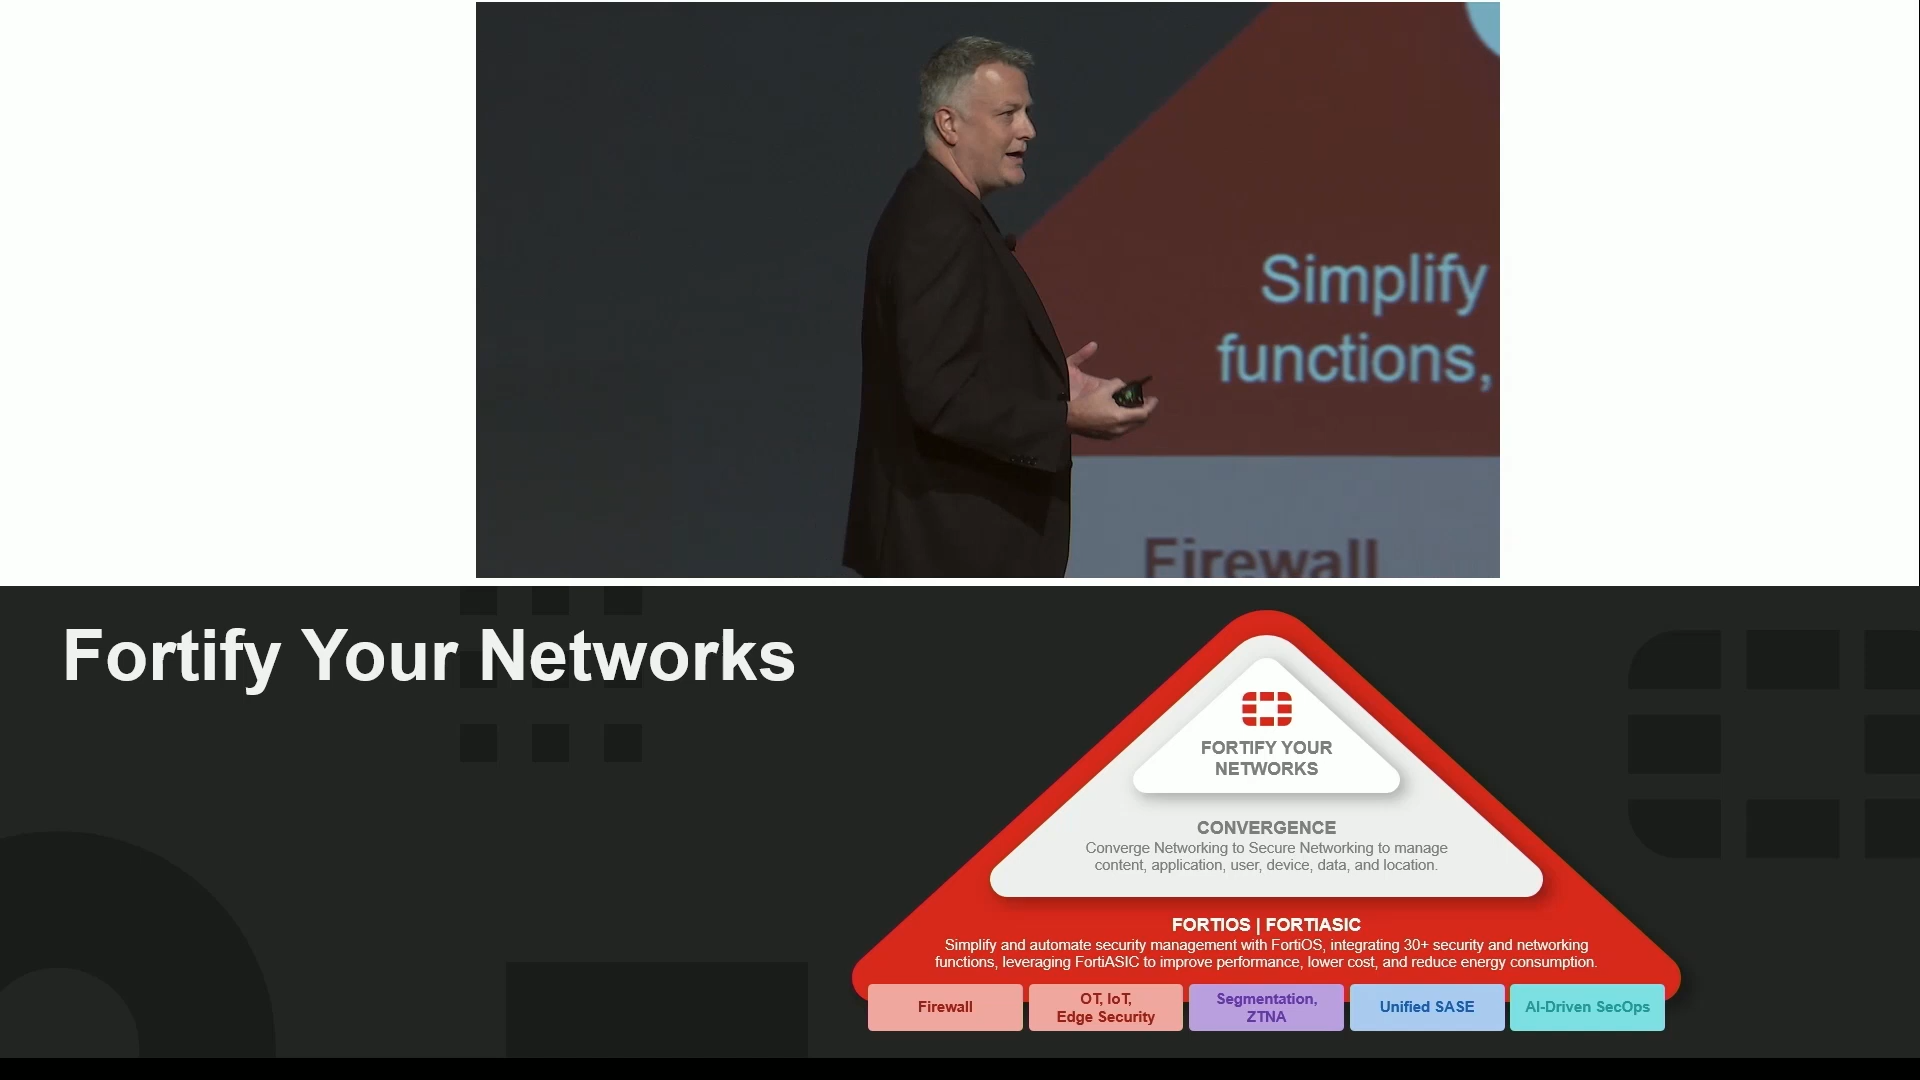 Simplify
functions,
Firewall
Fortify Your Networks
FORTIFY YOUR
NETWORKS
CONVERGENCE
Converge Networking to Secure Networking to manage
content, application, user, device, data, and location.
FORTIOS | FORTIASIC
Simplify and automate security management with FortiOS, integrating 30+ security and networking
functions, leveraging FortiASIC to improve performance, lower cost, and reduce energy consumption.
Firewall
OT, IoT,
Edge Security
Segmentation,
ZTNA
Unified SASE
AI-Driven SecOps